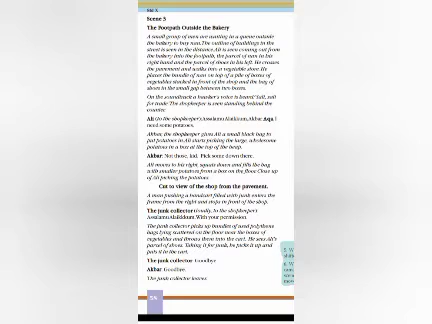 Scene 3
The Footpath Outside the Bakery
A small group of men are waiting in a queue outside
the bakery to buy nan. The outline of buildings in the
street is seen in the distance. Ali is seen coming out from
the bakery into the footpath, the parcel of nan in his
right hand and the parcel of shoes in his left. He crosses
the pavement and walks into a vegetable store. He
places the bundle of nan on top of a pile of boxes of
vegetables stacked in front of the shop and the bag of
shoes in the small gap between two boxes.
On the soundtrack a hawker's voice is heard: 'Salt, salt
for trade.' The shopkeeper is seen standing behind the
counter.
Ali (to the shopkeeper): Assalamu Alaikkum, Akbar Aqa. I
need some potatoes.
Akbar, the shopkeeper gives Ali a small black bag to
put potatoes in. Ali starts picking the large, wholesome
potatoes in a box at the top of the heap.
Akbar: Not those, kid. Pick some down there.
Ali moves to his right, squats down and fills the bag
with smaller potatoes from a box on the floor. Close up
of Ali picking the potatoes.
Cut to view of the shop from the pavement.
A man pushing a handcart filled with junk enters the
frame from the right and stops in front of the shop.
The junk collector (loudly, to the shopkeeper):
Assalamu Alaikkum. With your permission.
The junk collector picks up bundles of used polythene
bags lying scattered on the floor near the boxes of
vegetables and throws them into the cart. He sees Ali's
parcel of shoes. Taking it for junk, he picks it up and
puts it in the cart.
The junk collector: Goodbye.
Akbar: Goodbye.
The junk collector leaves.